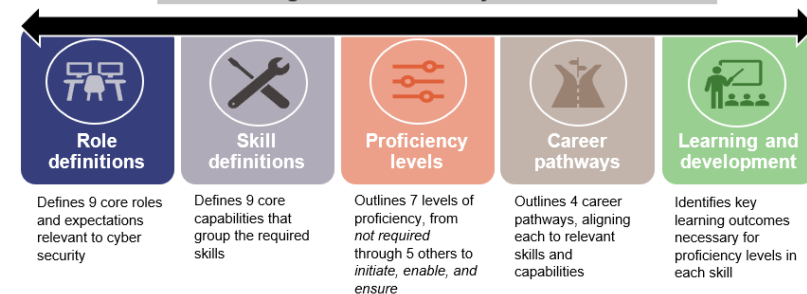 Role
definitions
Skill
definitions
Proficiency
levels
Career
pathways
Learning and
development
Defines 9 core roles
and expectations
relevant to cyber
security
Defines 9 core
capabilities that
group the required
skills
Outlines 7 levels of
proficiency, from
not required
through 5 others to
initiate, enable, and
ensure
Outlines 4 career
pathways, aligning
each to relevant
skills and
capabilities
Identifies key
learning outcomes
necessary for
proficiency levels in
each skill